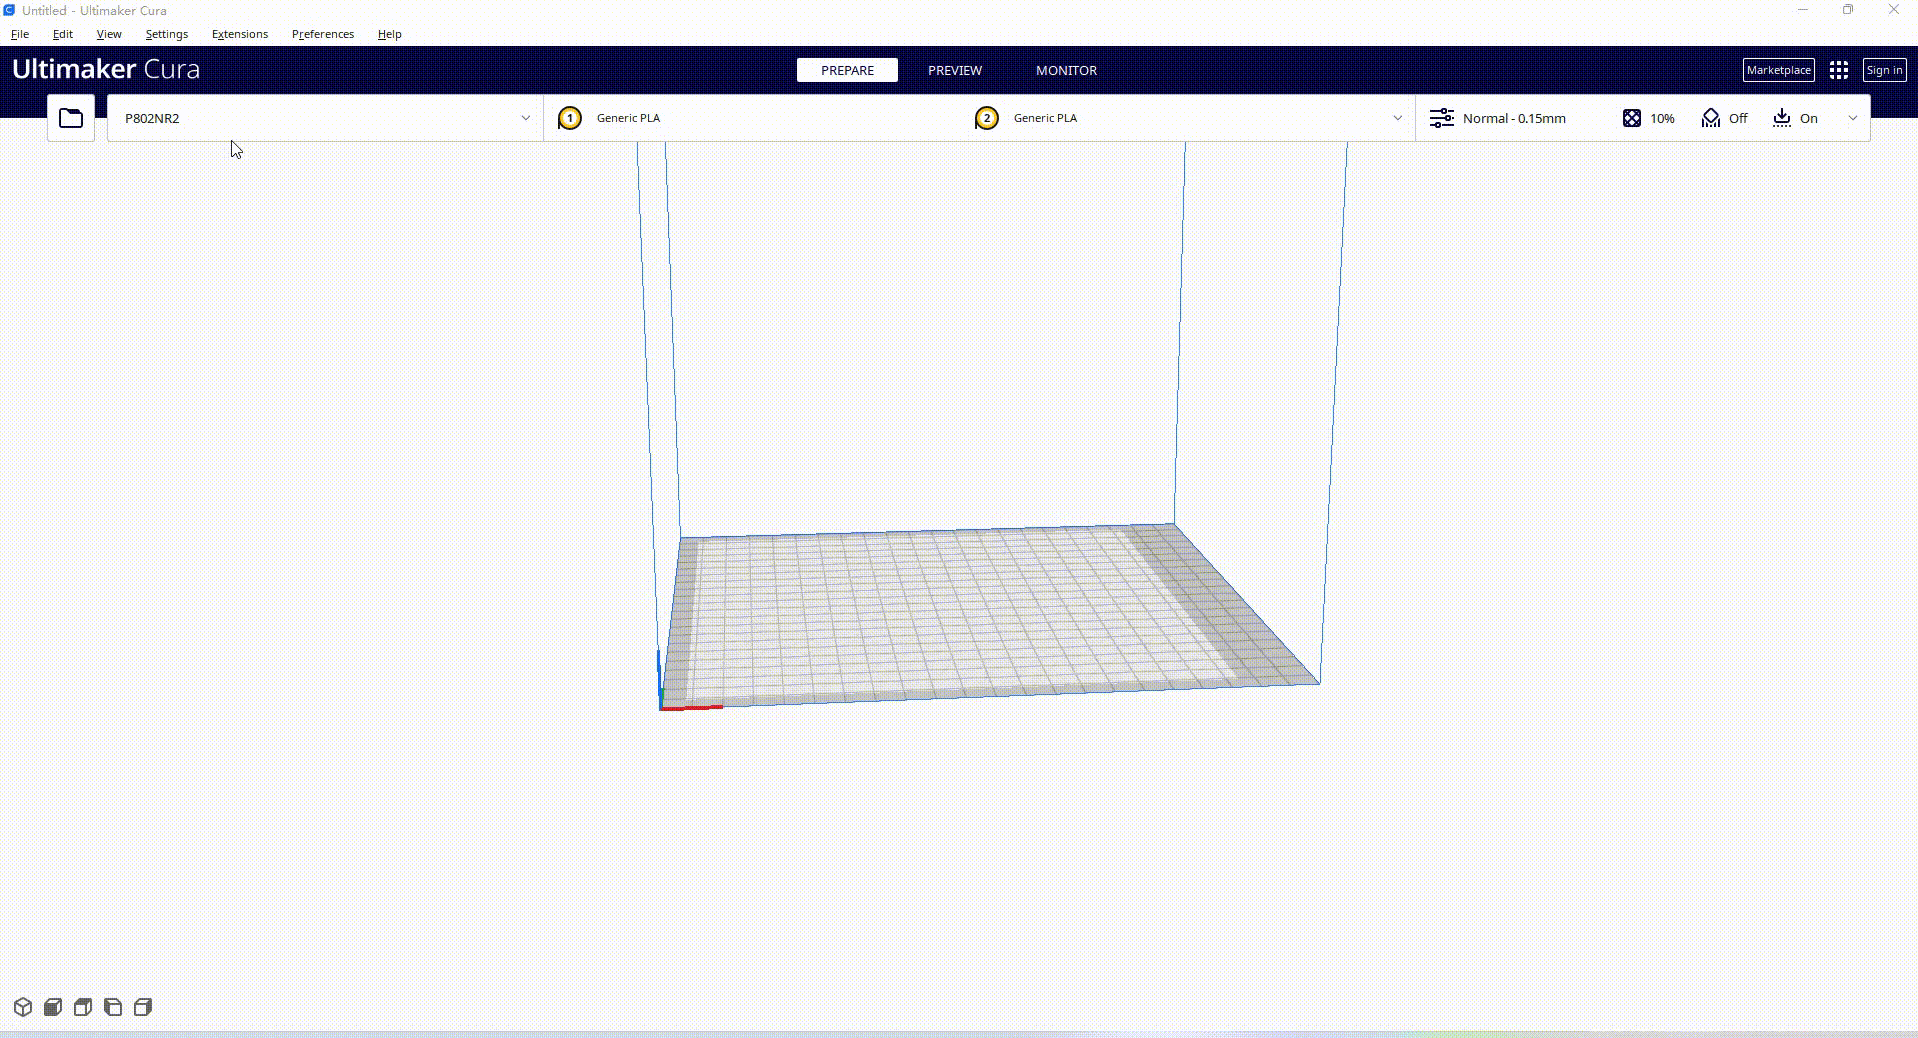 Untitled - Ultimaker Cura
File Edit View Settings Extensions Preferences Help
Ultimaker Cura PREPARE PREVIEW MONITOR Marketplace Sign in
P802NR2 1 Generic PLA 2 Generic PLA Normal - 0.15mm 10% Off On